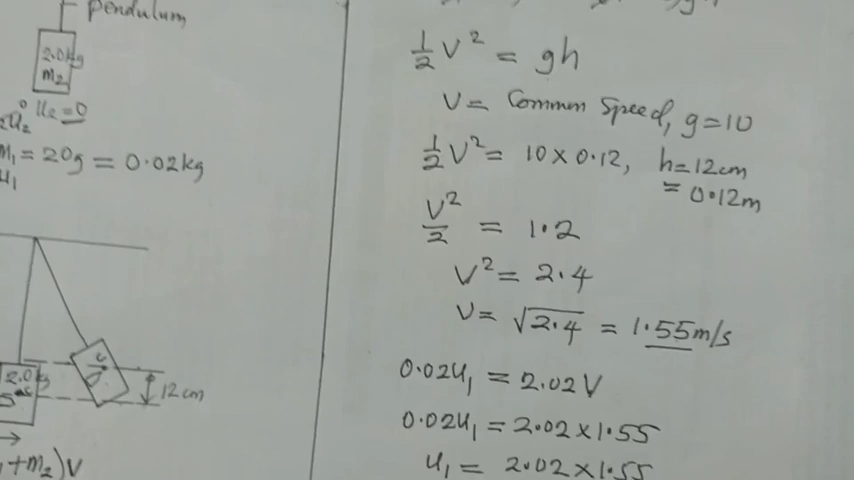 pendulum
2.0kg
m₂
u₂=0
m₁ = 20g = 0.02kg
u₁
2.0kg
12cm
+m₂)V
½V² = gh
V = Common Speed, g=10
½V² = 10 × 0.12, h=12cm
= 0.12m
V²/2 = 1.2
V² = 2.4
V = √2.4 = 1.55m/s
0.02u₁ = 2.02V
0.02u₁ = 2.02×1.55
u₁ = 2.02×1.55